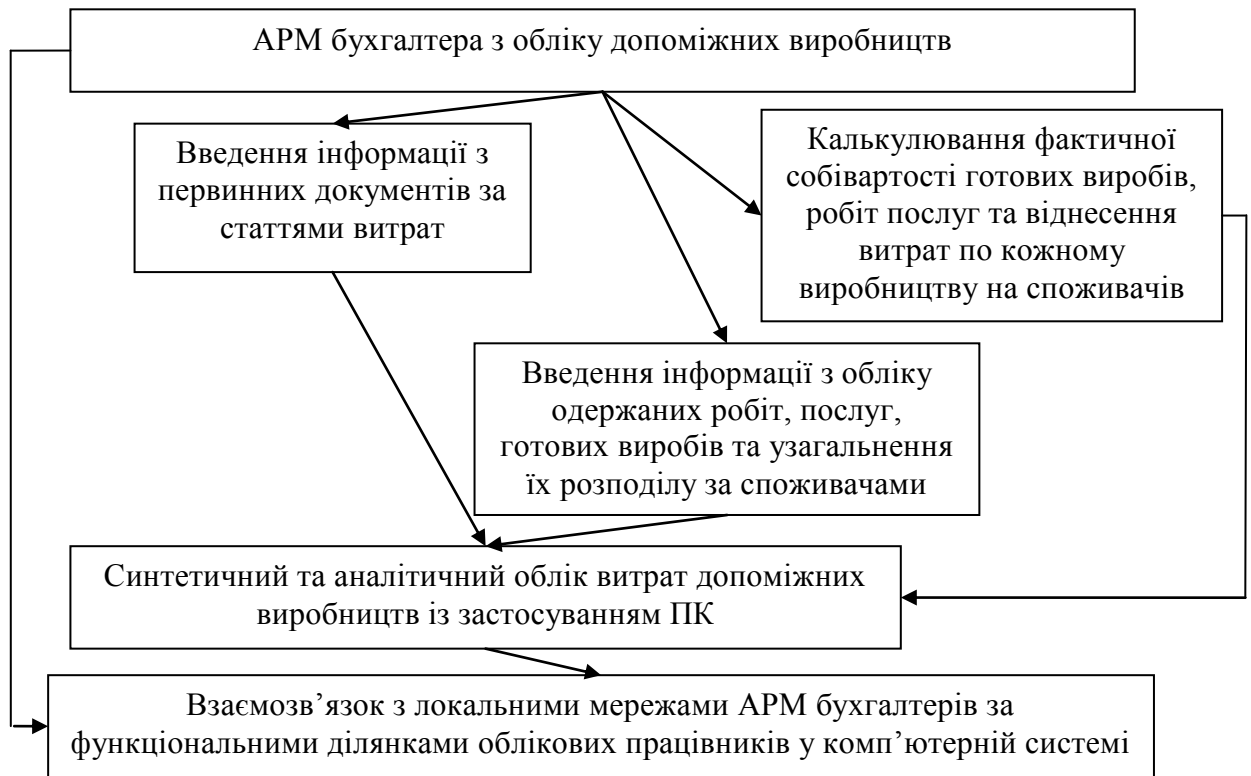 АРМ бухгалтера з обліку допоміжних виробництв
Введення інформації з
первинних документів за
статтями витрат
Калькулювання фактичної
собівартості готових виробів,
робіт послуг та віднесення
витрат по кожному
виробництву на споживачів
Введення інформації з обліку
одержаних робіт, послуг,
готових виробів та узагальнення
їх розподілу за споживачами
Синтетичний та аналітичний облік витрат допоміжних
виробництв із застосуванням ПК
Взаємозв’язок з локальними мережами АРМ бухгалтерів за
функціональними ділянками облікових працівників у комп’ютерній системі